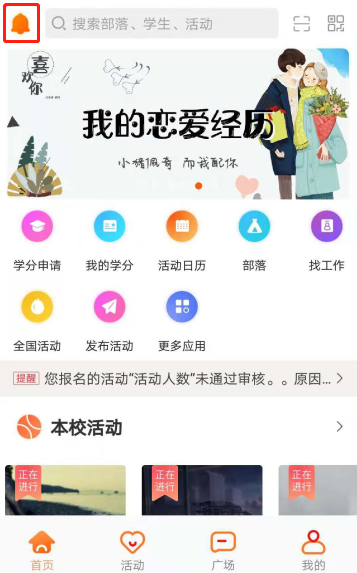 搜索部落、学生、活动
喜
欢
你
我的恋爱经历
小猪佩奇 而我配你
学分申请 我的学分 活动日历 部落 找工作
全国活动 发布活动 更多应用
提醒 您报名的活动“活动人数”未通过审核。。原因...
本校活动
正在
进行
正在
进行
正在
进行
首页 活动 广场 我的